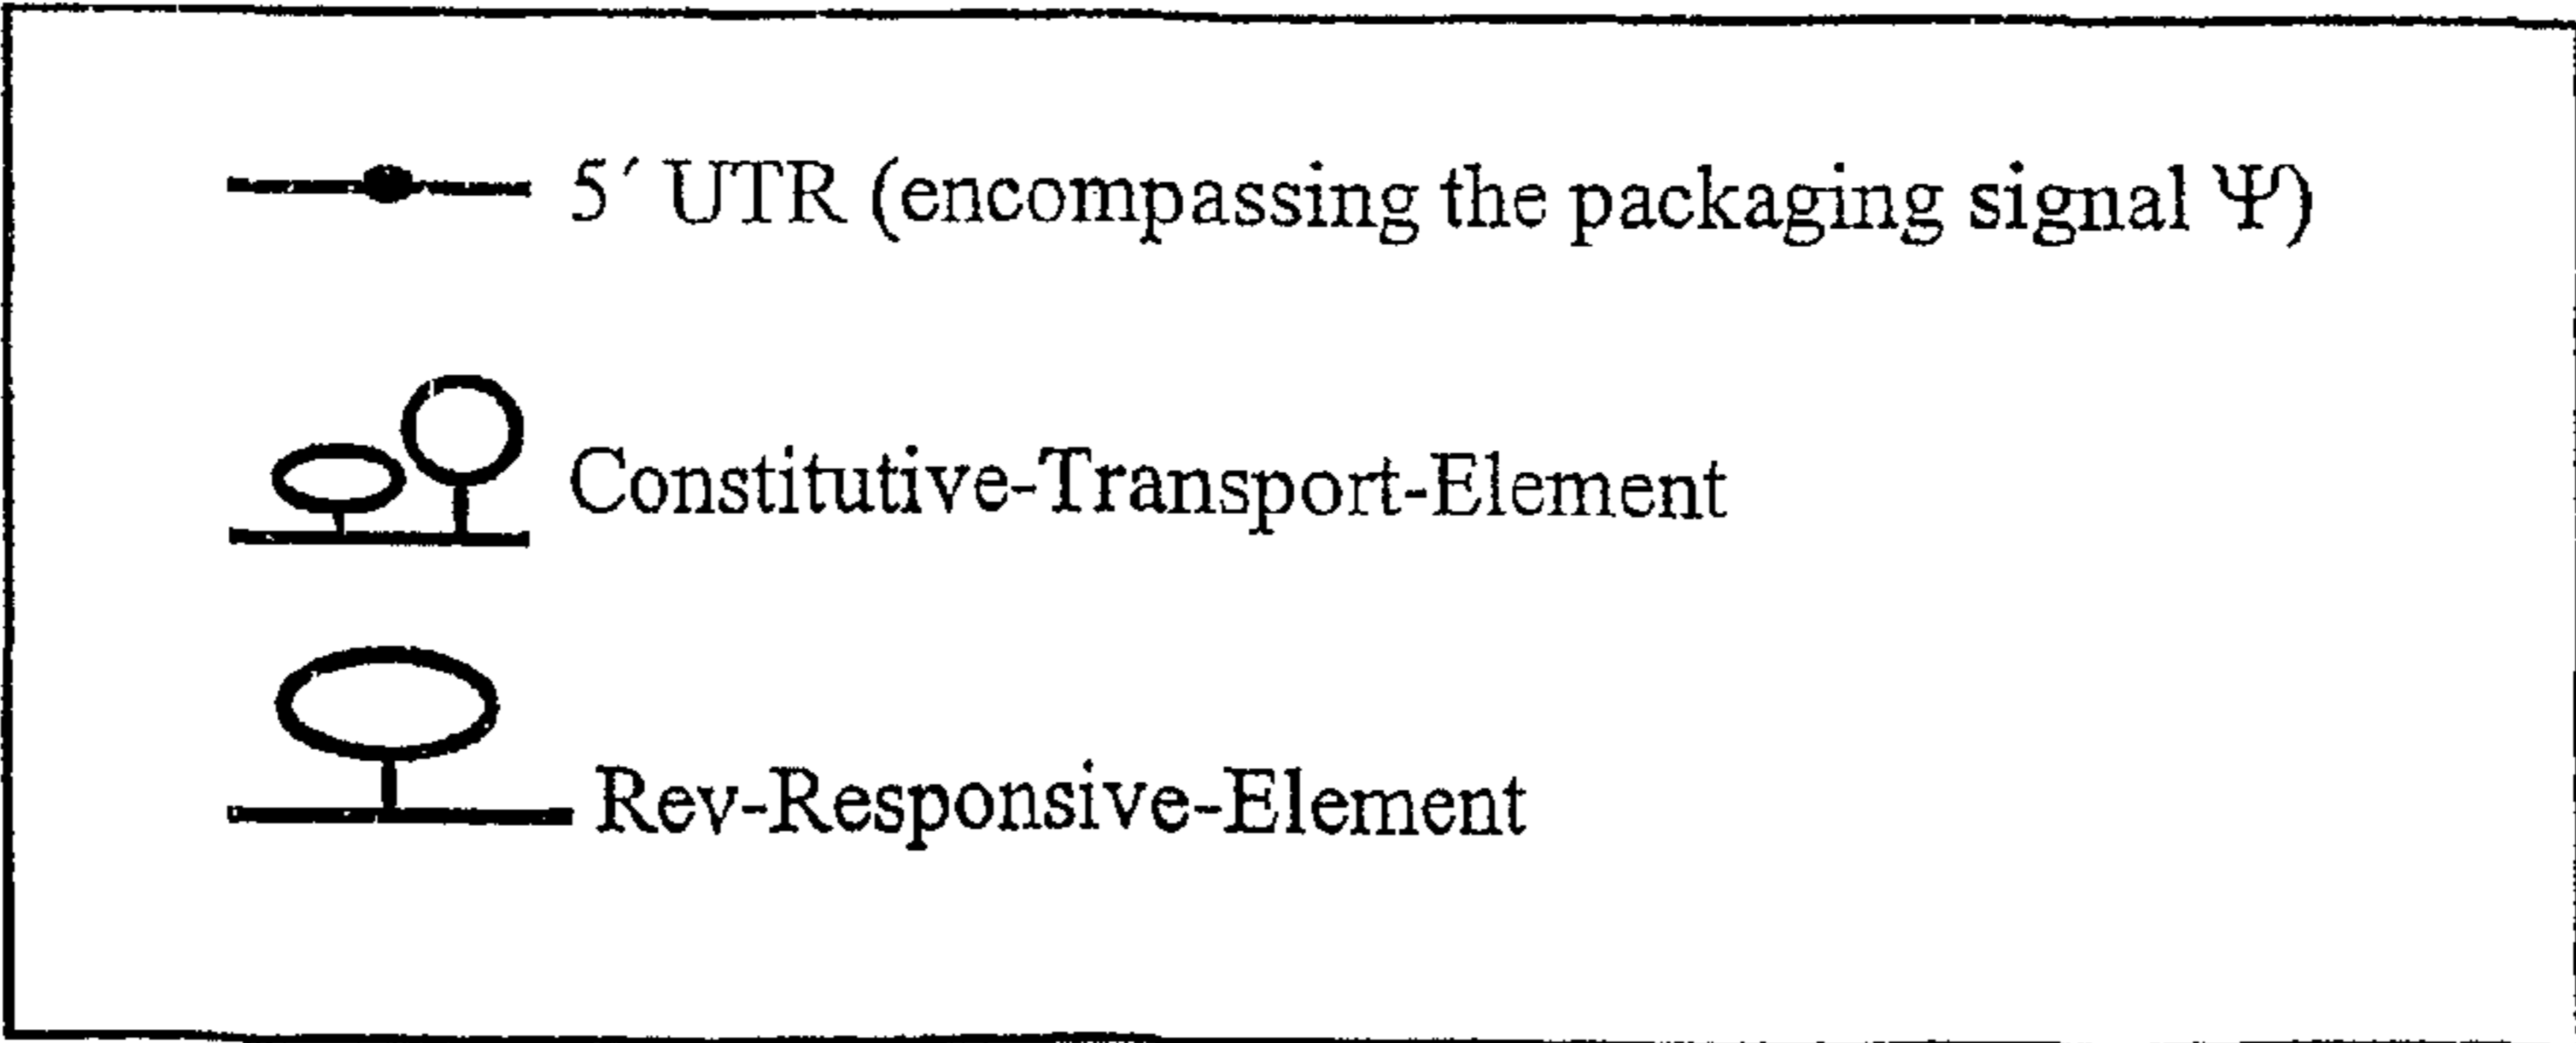 5´ UTR (encompassing the packaging signal Ψ)
Constitutive-Transport-Element
Rev-Responsive-Element